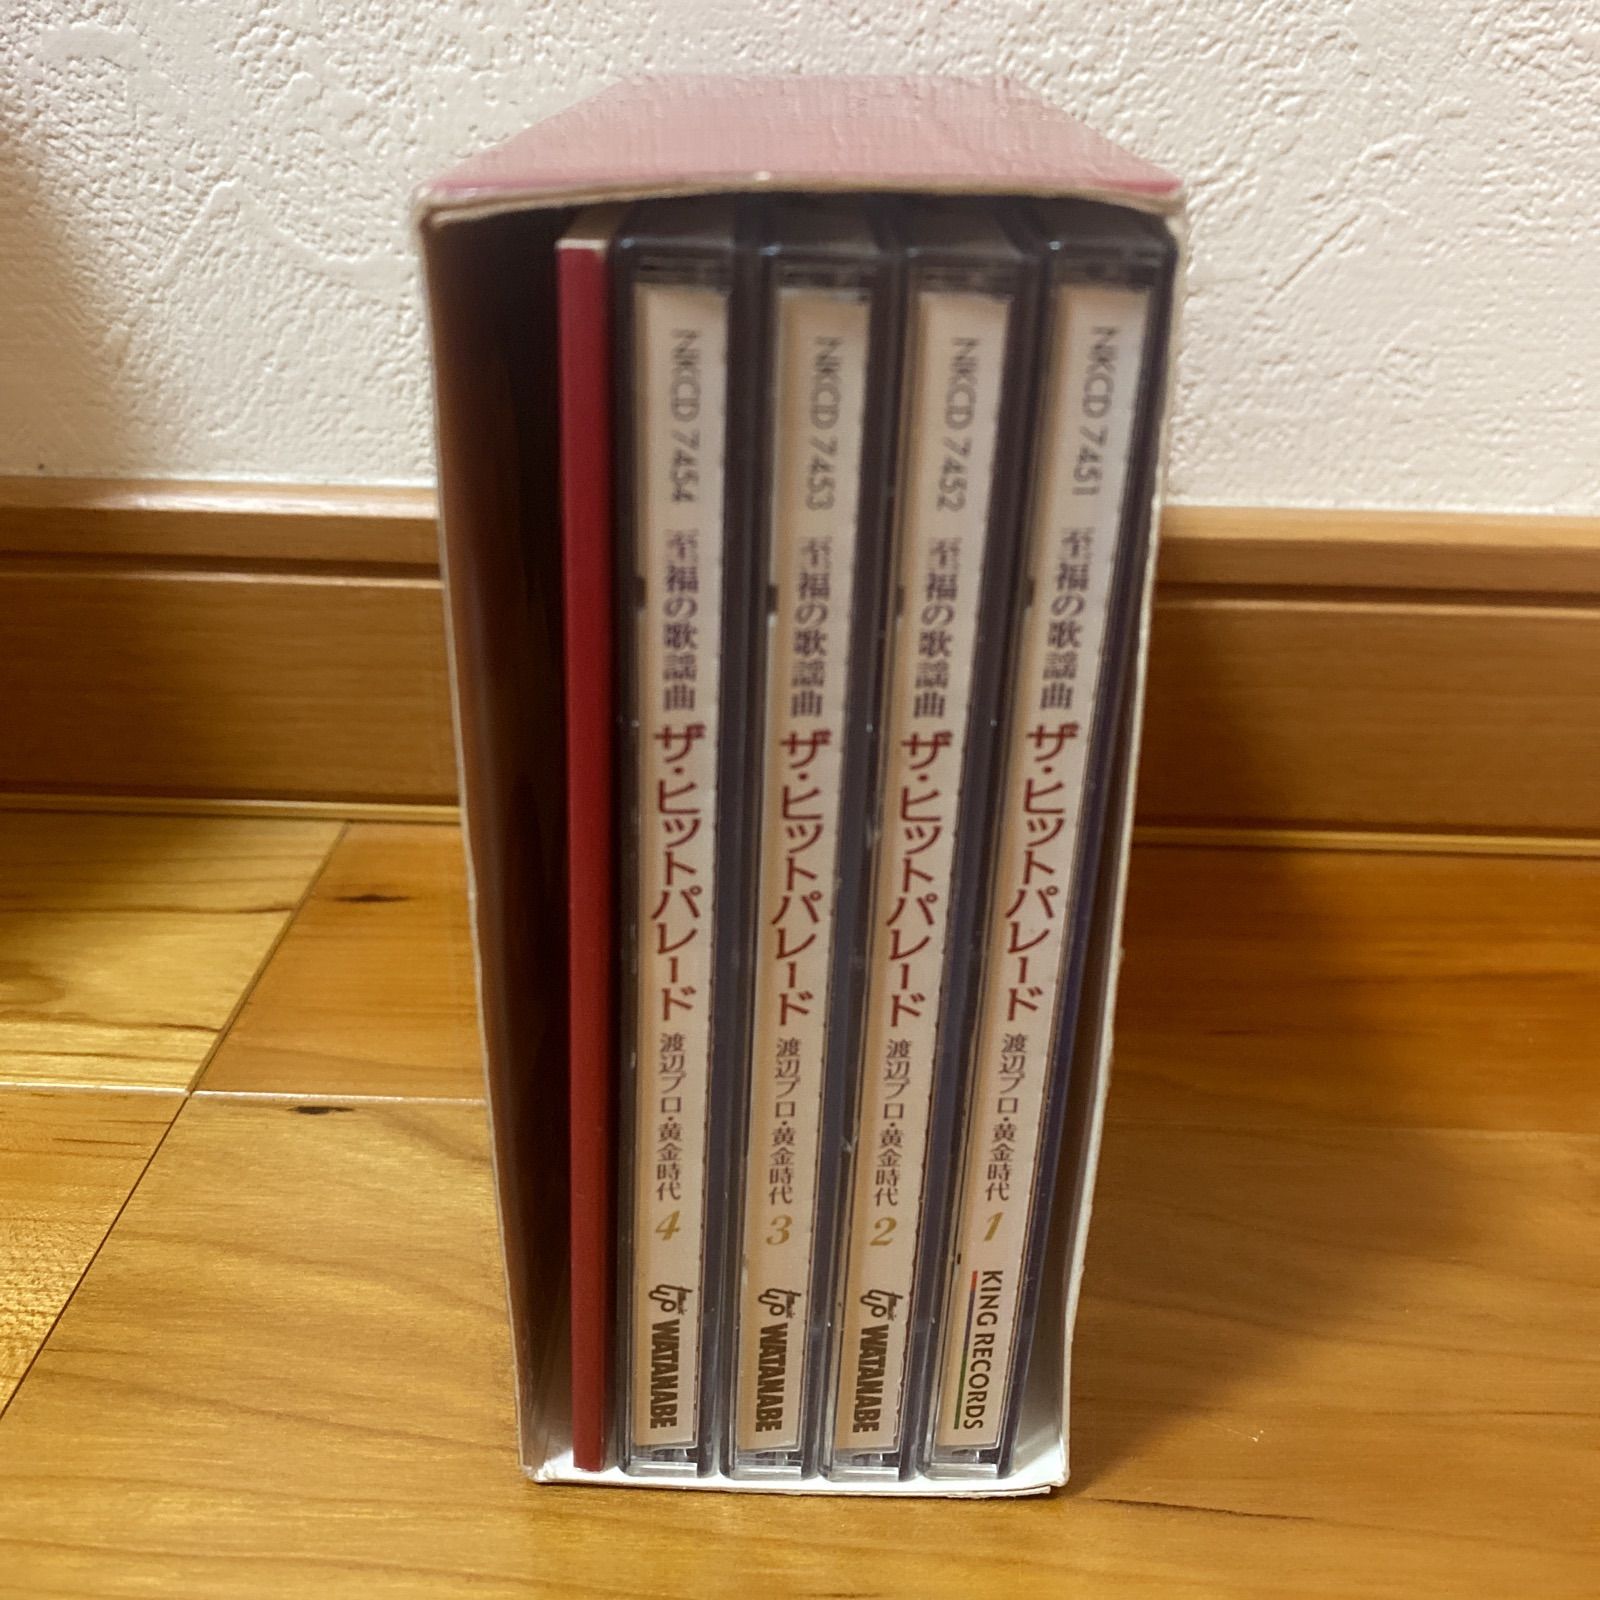 NKCD 7454 至福の歌謡曲 ザ・ヒットパレード 渡辺プロ・黄金時代 4 Music WATANABE
NKCD 7453 至福の歌謡曲 ザ・ヒットパレード 渡辺プロ・黄金時代 3 Music WATANABE
NKCD 7452 至福の歌謡曲 ザ・ヒットパレード 渡辺プロ・黄金時代 2 Music WATANABE
NKCD 7451 至福の歌謡曲 ザ・ヒットパレード 渡辺プロ・黄金時代 1 KING RECORDS